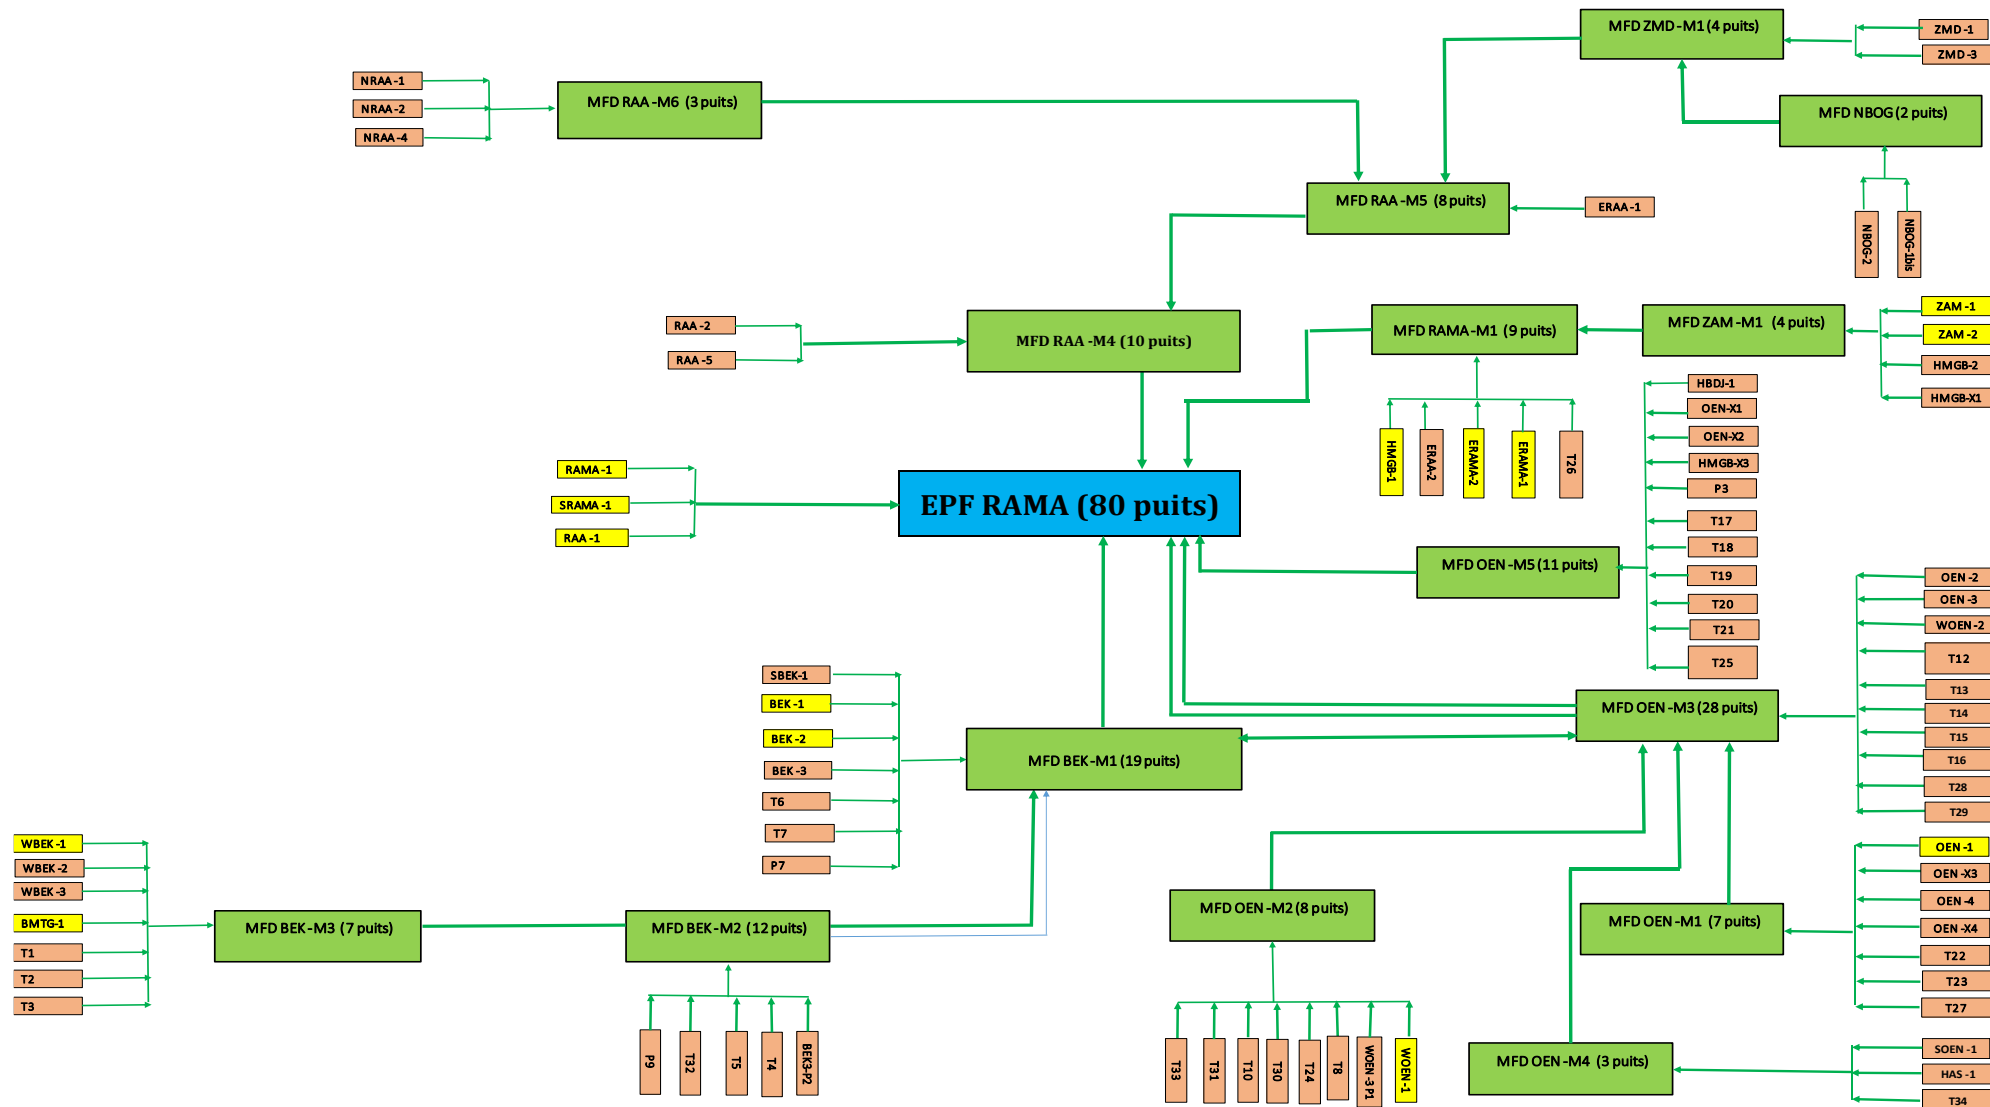 MFD ZMD -M1 (4 puits)
ZMD -1
ZMD -3
NRAA -1
NRAA -2
NRAA -4
MFD RAA -M6 (3 puits)
MFD NBOG (2 puits)
MFD RAA -M5 (8 puits)
ERAA -1
NBOG-2
NBOG-1bis
RAA -2
RAA -5
MFD RAA -M4 (10 puits)
MFD RAMA -M1 (9 puits)
MFD ZAM -M1 (4 puits)
ZAM -1
ZAM -2
HMGB-2
HMGB-X1
HMGB-1
ERAA-2
ERAMA-2
ERAMA-1
T26
HBDJ-1
OEN-X1
OEN-X2
HMGB-X3
P3
T17
T18
T19
T20
T21
T25
RAMA -1
SRAMA -1
RAA -1
EPF RAMA (80 puits)
MFD OEN -M5 (11 puits)
OEN -2
OEN -3
WOEN -2
T12
T13
T14
T15
T16
T28
T29
MFD OEN -M3 (28 puits)
SBEK-1
BEK -1
BEK -2
BEK -3
T6
T7
P7
MFD BEK -M1 (19 puits)
WBEK -1
WBEK -2
WBEK -3
BMTG-1
T1
T2
T3
MFD BEK -M3 (7 puits)
MFD BEK -M2 (12 puits)
P9
T32
T5
T4
BEK3-P2
MFD OEN -M2 (8 puits)
T33
T31
T10
T30
T24
T8
WOEN -3 P1
WOEN -1
MFD OEN -M1 (7 puits)
OEN -1
OEN -X3
OEN -4
OEN -X4
T22
T23
T27
MFD OEN -M4 (3 puits)
SOEN -1
HAS -1
T34